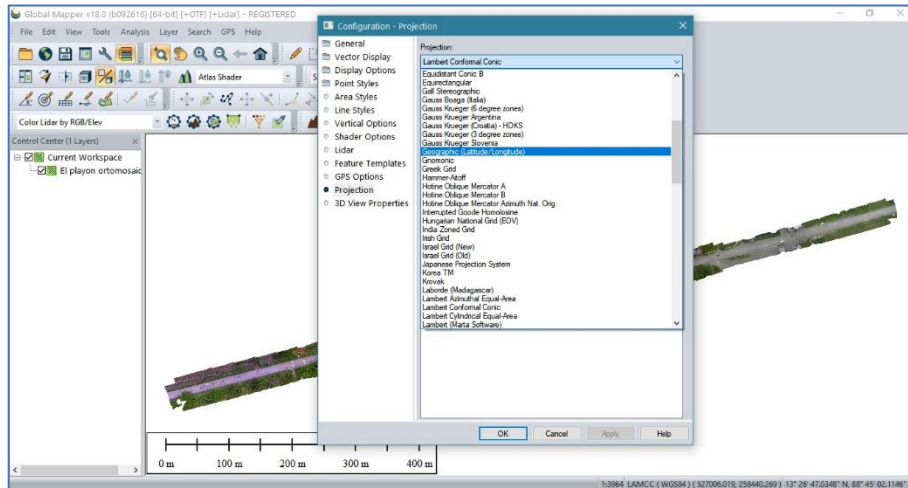 Global Mapper v18.0 (b092616) [64-bit] [+OTF] [+Lidar] - REGISTERED
File Edit View Tools Analysis Layer Search GPS Help
Atlas Shader
Color Lidar by RGB/Elev
Control Center (1 Layers)
Current Workspace
El playon ortomosaic
Configuration - Projection
General
Vector Display
Display Options
Point Styles
Area Styles
Line Styles
Vertical Options
Shader Options
Lidar
Feature Templates
GPS Options
Projection
3D View Properties
Projection:
Lambert Conformal Conic
Equidistant Conic B
Equirectangular
Gall Stereographic
Gauss Boaga (Italia)
Gauss Krueger (6 degree zones)
Gauss Krueger Argentina
Gauss Krueger (Croatia) - HDKS
Gauss Krueger (3 degree zones)
Gauss Krueger Slovenia
Geographic (Latitude/Longitude)
Gnomonic
Greek Grid
Hammer-Aitoff
Hotine Oblique Mercator A
Hotine Oblique Mercator B
Hotine Oblique Mercator Azimuth Nat. Orig.
Interrupted Goode Homolosine
Hungarian National Grid (EOV)
India Zoned Grid
Irish Grid
Israel Grid (New)
Israel Grid (Old)
Japanese Projection System
Korea TM
Krovak
Laborde (Madagascar)
Lambert Azimuthal Equal-Area
Lambert Conformal Conic
Lambert Cylindrical Equal-Area
Lambert (Marta Software)
OK Cancel Apply Help
0 m 100 m 200 m 300 m 400 m
1:3964 LAMCC ( WGS84 ) ( 527006.019, 258440.269 ) 13° 26' 47.0348" N, 88° 45' 02.1146"